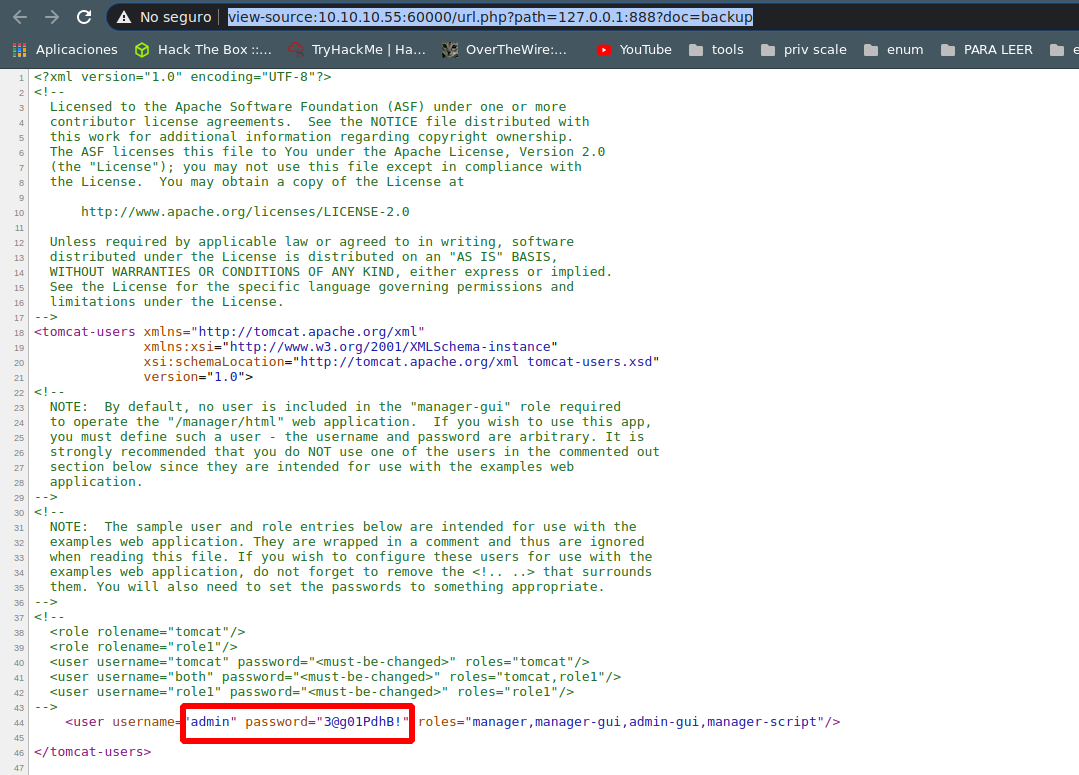 No seguro | view-source:10.10.10.55:60000/url.php?path=127.0.0.1:888?doc=backup
Aplicaciones Hack The Box ::... TryHackMe | Ha... OverTheWire:... YouTube tools priv scale enum PARA LEER e
1 <?xml version="1.0" encoding="UTF-8"?>
2 <!--
3 Licensed to the Apache Software Foundation (ASF) under one or more
4 contributor license agreements.  See the NOTICE file distributed with
5 this work for additional information regarding copyright ownership.
6 The ASF licenses this file to You under the Apache License, Version 2.0
7 (the "License"); you may not use this file except in compliance with
8 the License.  You may obtain a copy of the License at
9
10 http://www.apache.org/licenses/LICENSE-2.0
11
12 Unless required by applicable law or agreed to in writing, software
13 distributed under the License is distributed on an "AS IS" BASIS,
14 WITHOUT WARRANTIES OR CONDITIONS OF ANY KIND, either express or implied.
15 See the License for the specific language governing permissions and
16 limitations under the License.
17 -->
18 <tomcat-users xmlns="http://tomcat.apache.org/xml"
19 xmlns:xsi="http://www.w3.org/2001/XMLSchema-instance"
20 xsi:schemaLocation="http://tomcat.apache.org/xml tomcat-users.xsd"
21 version="1.0">
22 <!--
23 NOTE:  By default, no user is included in the "manager-gui" role required
24 to operate the "/manager/html" web application.  If you wish to use this app,
25 you must define such a user - the username and password are arbitrary. It is
26 strongly recommended that you do NOT use one of the users in the commented out
27 section below since they are intended for use with the examples web
28 application.
29 -->
30 <!--
31 NOTE:  The sample user and role entries below are intended for use with the
32 examples web application. They are wrapped in a comment and thus are ignored
33 when reading this file. If you wish to configure these users for use with the
34 examples web application, do not forget to remove the <!.. ..> that surrounds
35 them. You will also need to set the passwords to something appropriate.
36 -->
37 <!--
38 <role rolename="tomcat"/>
39 <role rolename="role1"/>
40 <user username="tomcat" password="<must-be-changed>" roles="tomcat"/>
41 <user username="both" password="<must-be-changed>" roles="tomcat,role1"/>
42 <user username="role1" password="<must-be-changed>" roles="role1"/>
43 -->
44 <user username="admin" password="3@g01PdhB!" roles="manager,manager-gui,admin-gui,manager-script"/>
45
46 </tomcat-users>
47